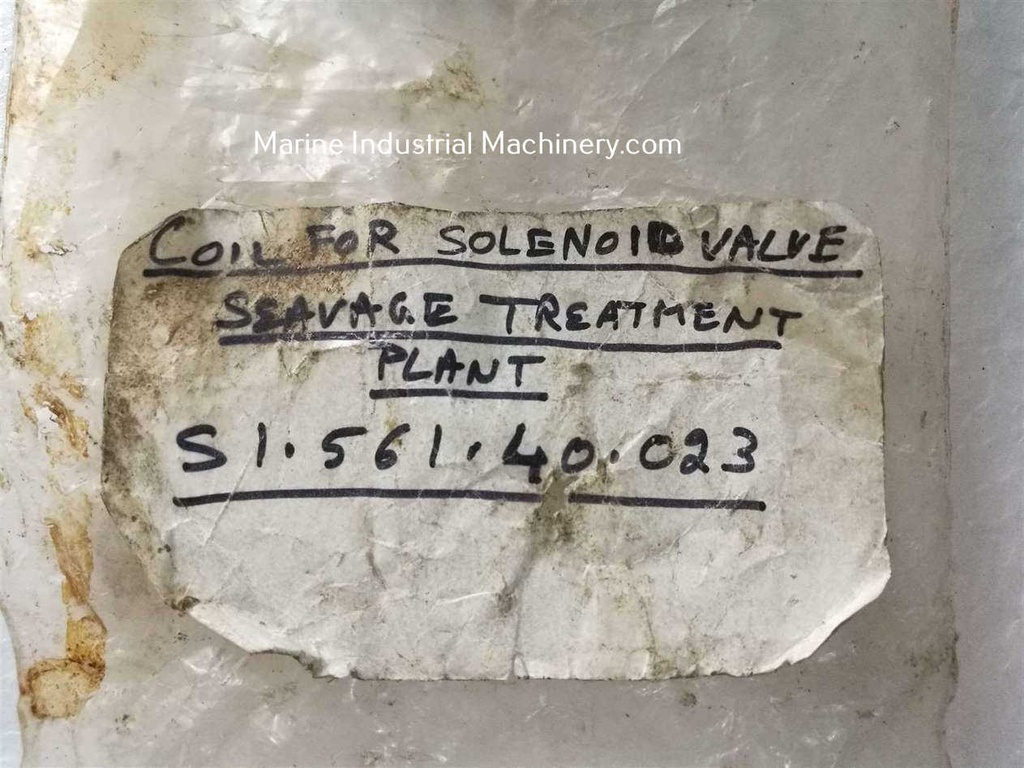 Marine Industrial Machinery.com
COIL FOR SOLENOID VALVE
SEAVAGE TREATMENT
PLANT
S1.561.40.023